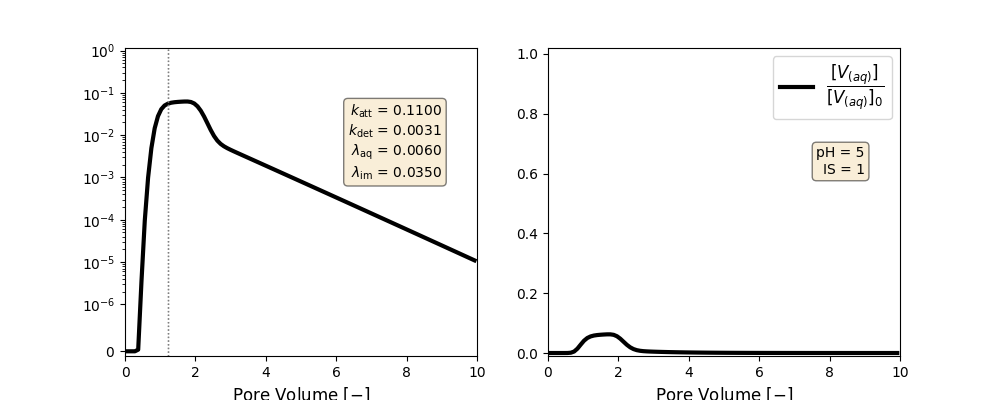 10⁰
10⁻¹
10⁻²
10⁻³
10⁻⁴
10⁻⁵
10⁻⁶
0
k_att = 0.1100
k_det = 0.0031
λ_aq = 0.0060
λ_im = 0.0350
0 2 4 6 8 10
Pore Volume [−]
1.0
0.8
0.6
0.4
0.2
0.0
[V_(aq)]
[V_(aq)]₀
pH = 5
IS = 1
0 2 4 6 8 10
Pore Volume [−]